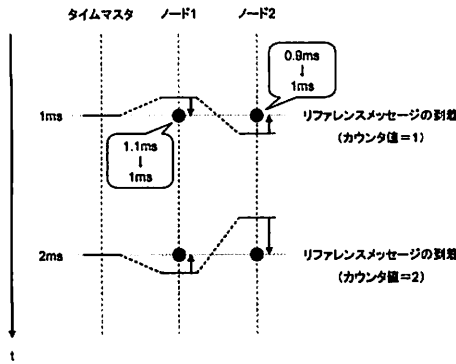 タイムマスタ ノード1 ノード2
0.9ms
↓
1ms
1ms
リファレンスメッセージの到着
(カウンタ値=1)
1.1ms
↓
1ms
2ms
リファレンスメッセージの到着
(カウンタ値=2)
t